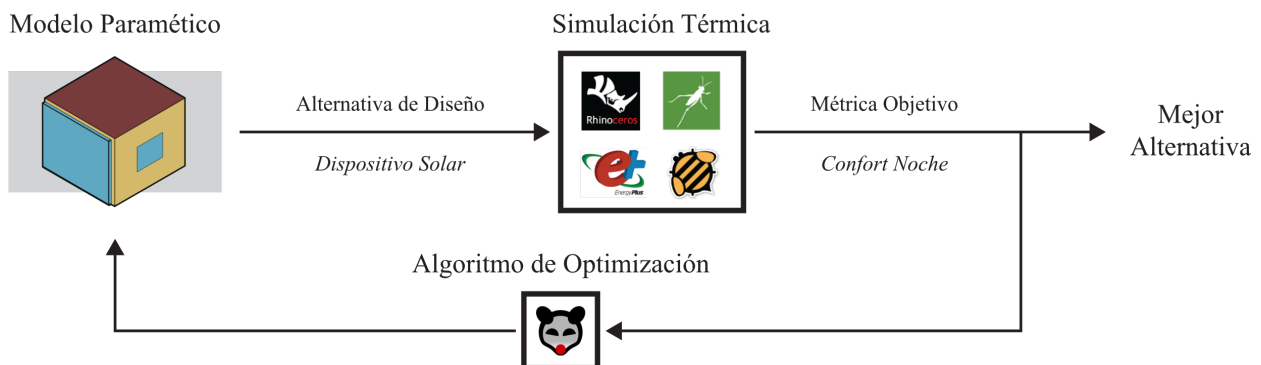 Modelo Paramético
Simulación Térmica
Alternativa de Diseño
Dispositivo Solar
Rhinoceros
et
EnergyPlus
Métrica Objetivo
Confort Noche
Mejor
Alternativa
Algoritmo de Optimización